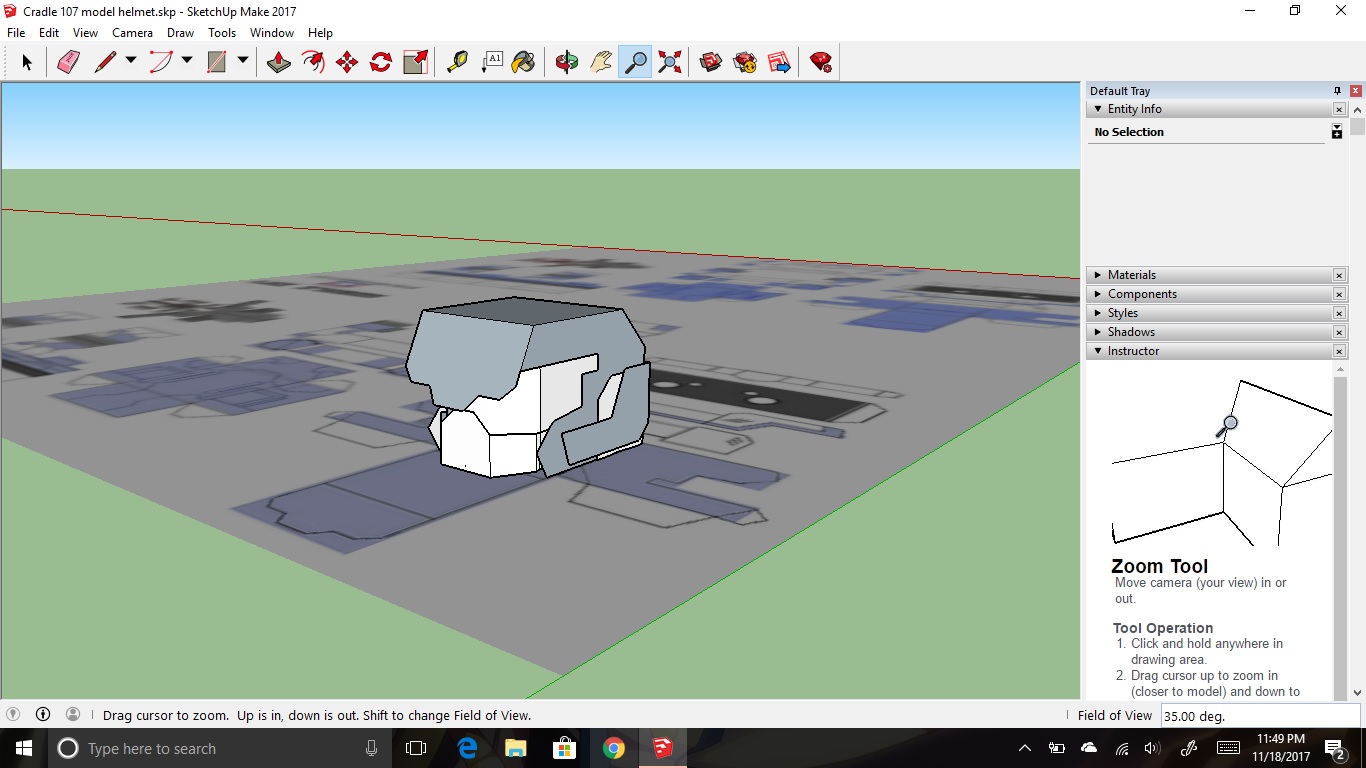 Cradle 107 model helmet.skp - SketchUp Make 2017
File Edit View Camera Draw Tools Window Help
A1
Default Tray
Entity Info
No Selection
Materials
Components
Styles
Shadows
Instructor
Zoom Tool
Move camera (your view) in or
out.
Tool Operation
1. Click and hold anywhere in
drawing area.
2. Drag cursor up to zoom in
(closer to model) and down to
Drag cursor to zoom. Up is in, down is out. Shift to change Field of View.
Field of View 35.00 deg.
Type here to search
11:49 PM
11/18/2017
2